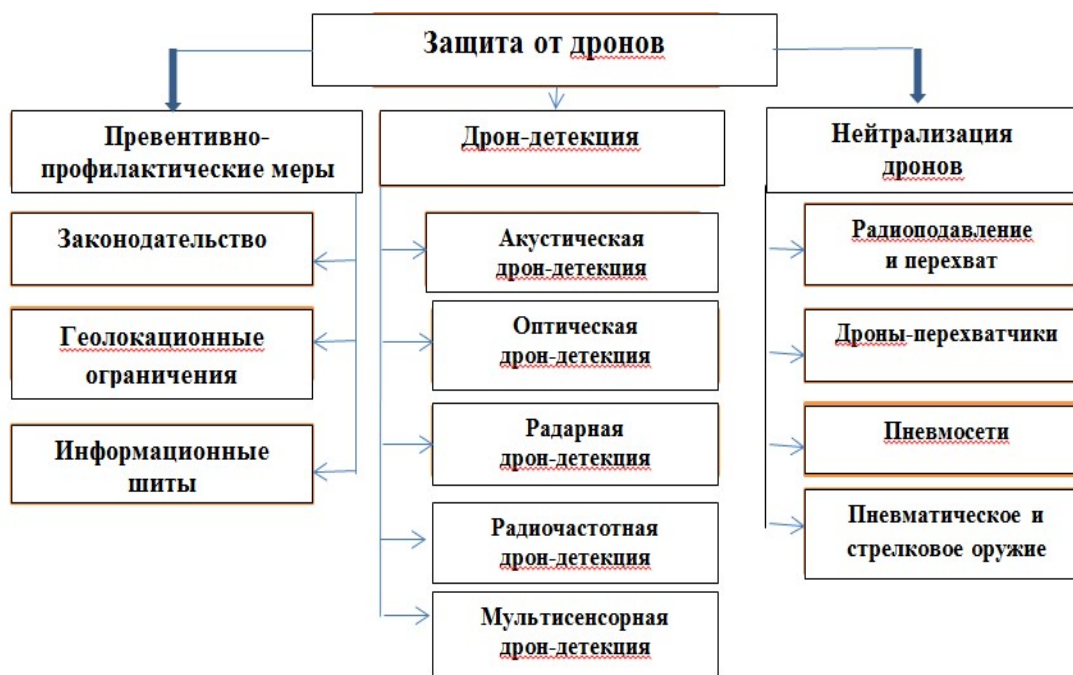 Защита от дронов
Превентивно-
профилактические меры
Законодательство
Геолокационные
ограничения
Информационные
шиты
Дрон-детекция
Акустическая
дрон-детекция
Оптическая
дрон-детекция
Радарная
дрон-детекция
Радиочастотная
дрон-детекция
Мультисенсорная
дрон-детекция
Нейтрализация
дронов
Радиоподавление
и перехват
Дроны-перехватчики
Пневмосети
Пневматическое и
стрелковое оружие